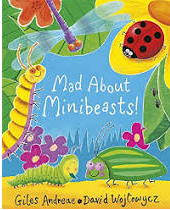 Mad About
Minibeasts!
Giles Andreae • David Wojtowycz